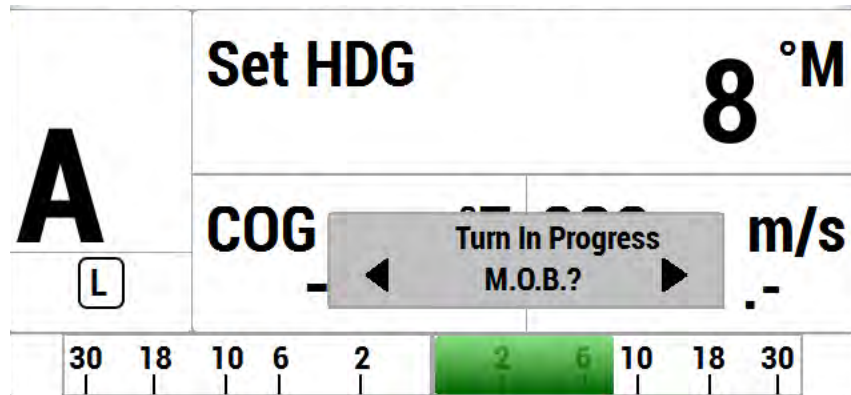 Set HDG
8 °M
A
COG
m/s
Turn In Progress
M.O.B.?
L
- .-
30 18 10 6 2 2 6 10 18 30